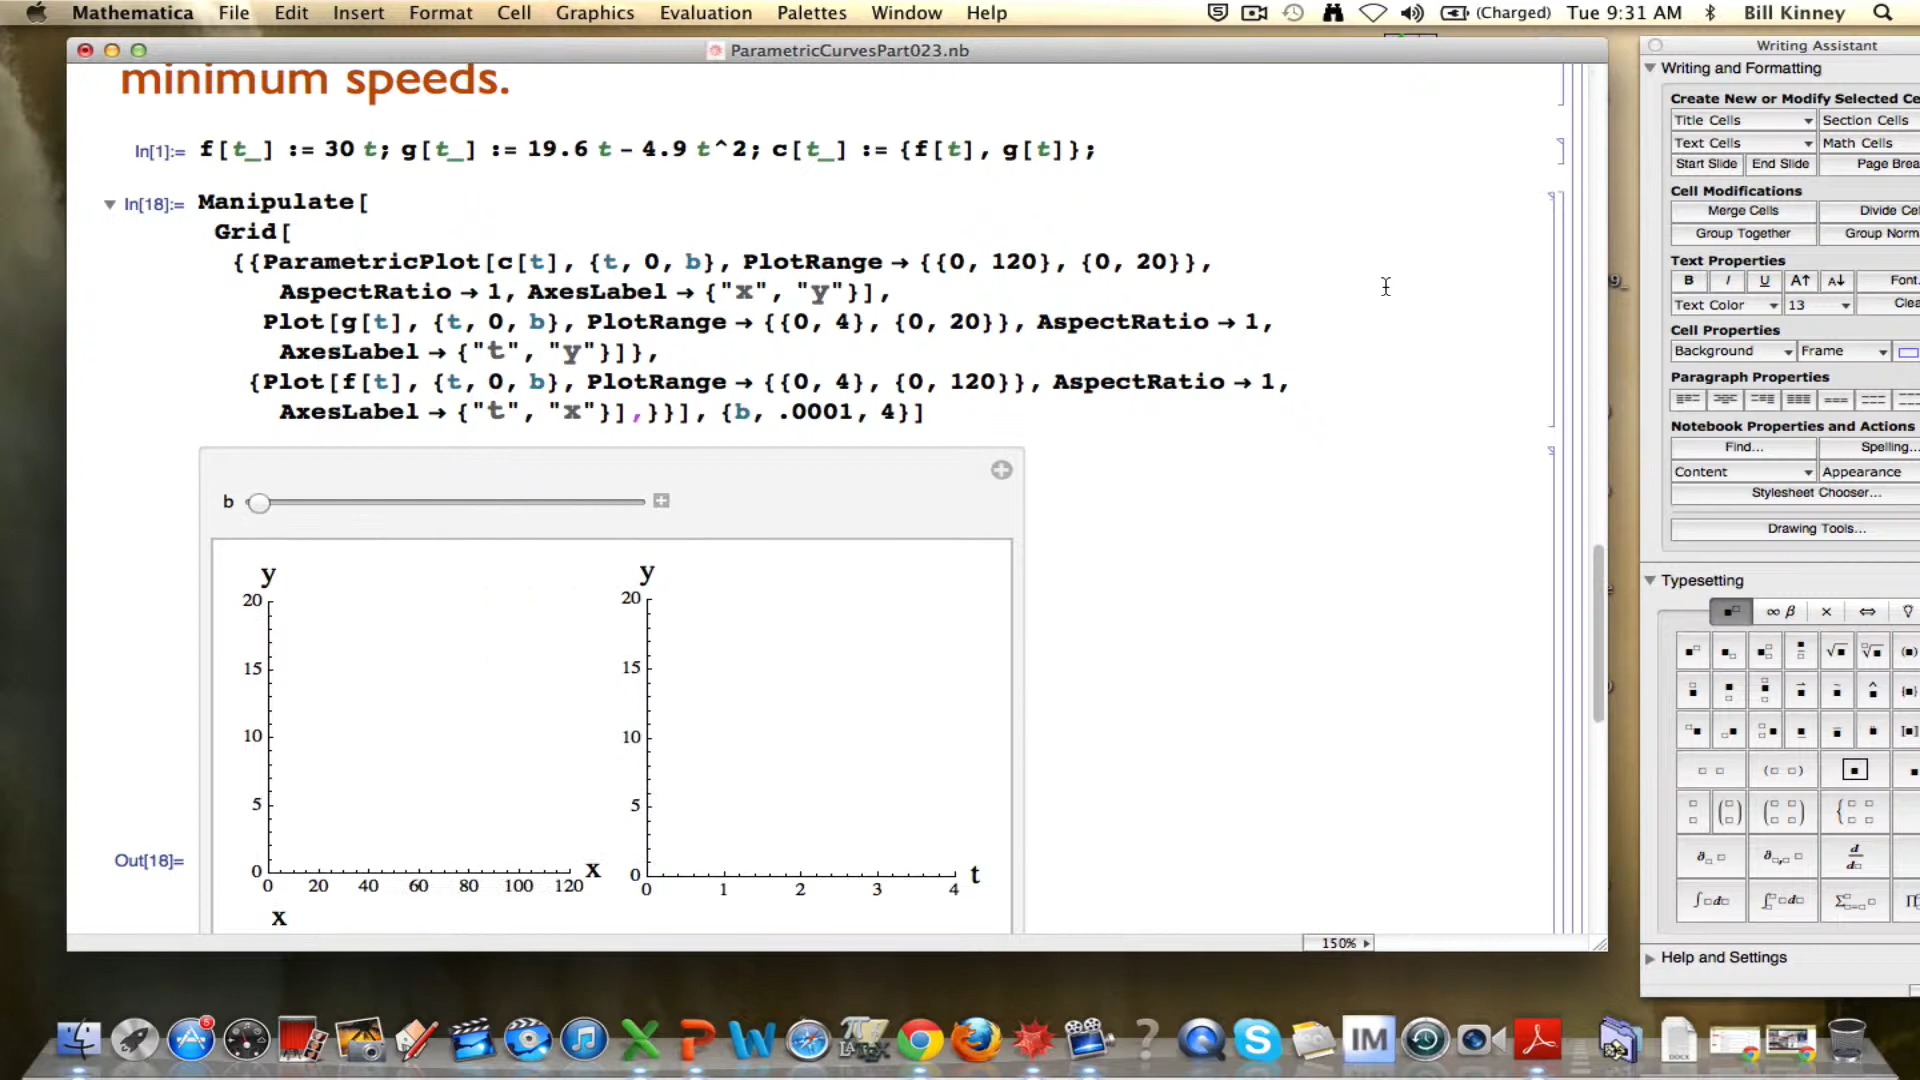 Mathematica File Edit Insert Format Cell Graphics Evaluation Palettes Window Help (Charged) Tue 9:31 AM Bill Kinney
ParametricCurvesPart023.nb
minimum speeds.
In[1]:= f[t_] := 30 t; g[t_] := 19.6 t - 4.9 t^2; c[t_] := {f[t], g[t]};
In[18]:= Manipulate[
Grid[
{{ParametricPlot[c[t], {t, 0, b}, PlotRange → {{0, 120}, {0, 20}},
AspectRatio → 1, AxesLabel → {"x", "y"}],
Plot[g[t], {t, 0, b}, PlotRange → {{0, 4}, {0, 20}}, AspectRatio → 1,
AxesLabel → {"t", "y"}]},
{Plot[f[t], {t, 0, b}, PlotRange → {{0, 4}, {0, 120}}, AspectRatio → 1,
AxesLabel → {"t", "x"}],}}], {b, .0001, 4}]
b
y
20
15
10
5
0
0 20 40 60 80 100 120 x
x
y
20
15
10
5
0
0 1 2 3 4 t
Out[18]=
150%
Writing Assistant
Writing and Formatting
Create New or Modify Selected Ce
Title Cells Section Cells
Text Cells Math Cells
Start Slide End Slide Page Brea
Cell Modifications
Merge Cells Divide Cel
Group Together Group Norm
Text Properties
B I U A↑ A↓ Font.
Text Color 13 Clea
Cell Properties
Background Frame
Paragraph Properties
Notebook Properties and Actions
Find... Spelling...
Content Appearance
Stylesheet Chooser...
Drawing Tools...
Typesetting
∞ β
Help and Settings
IM
DOCX